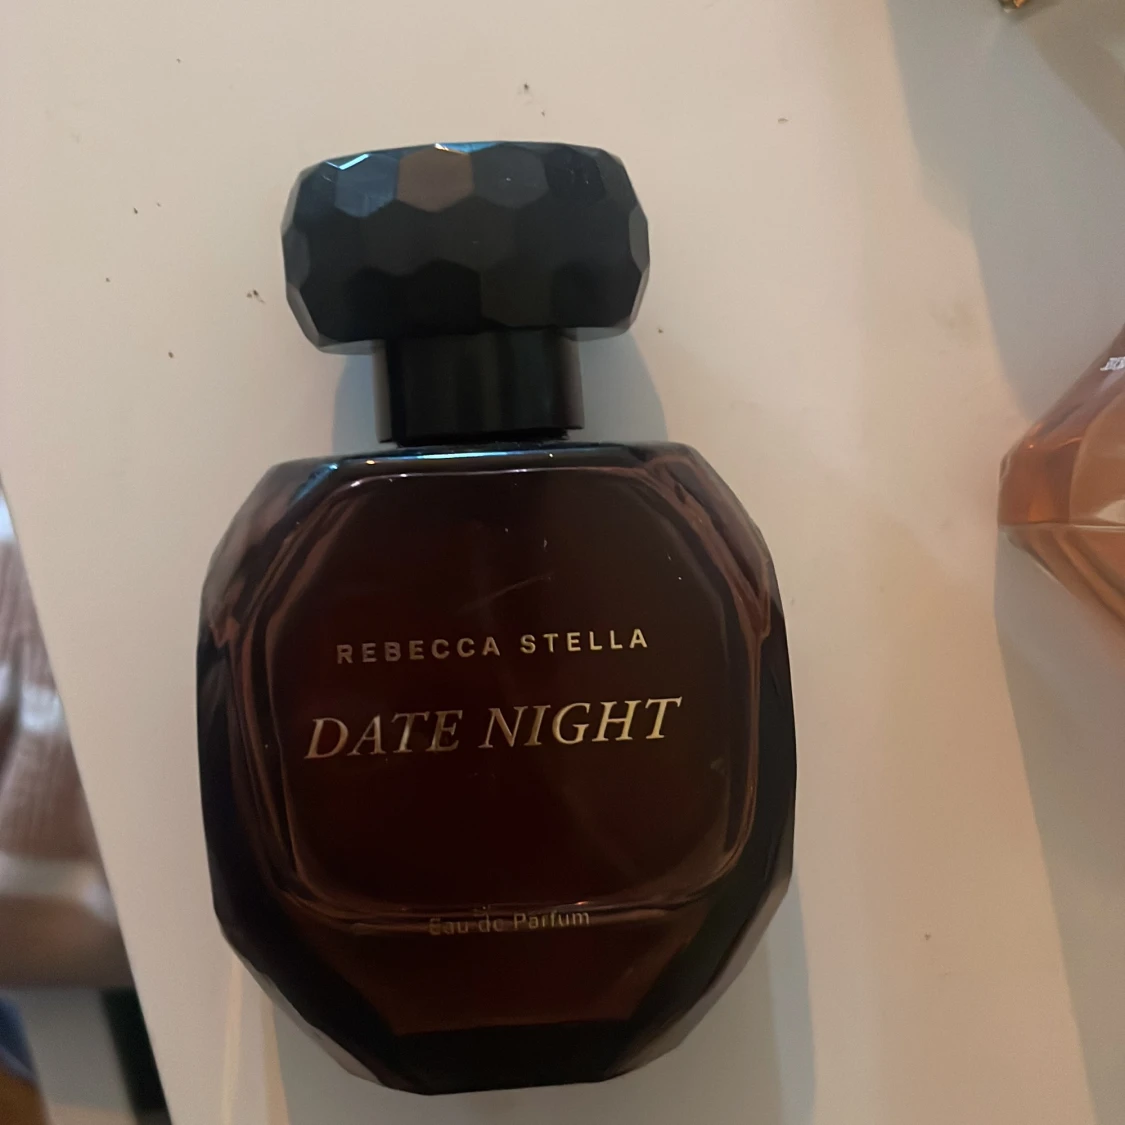 REBECCA STELLA
DATE NIGHT
Eau de Parfum